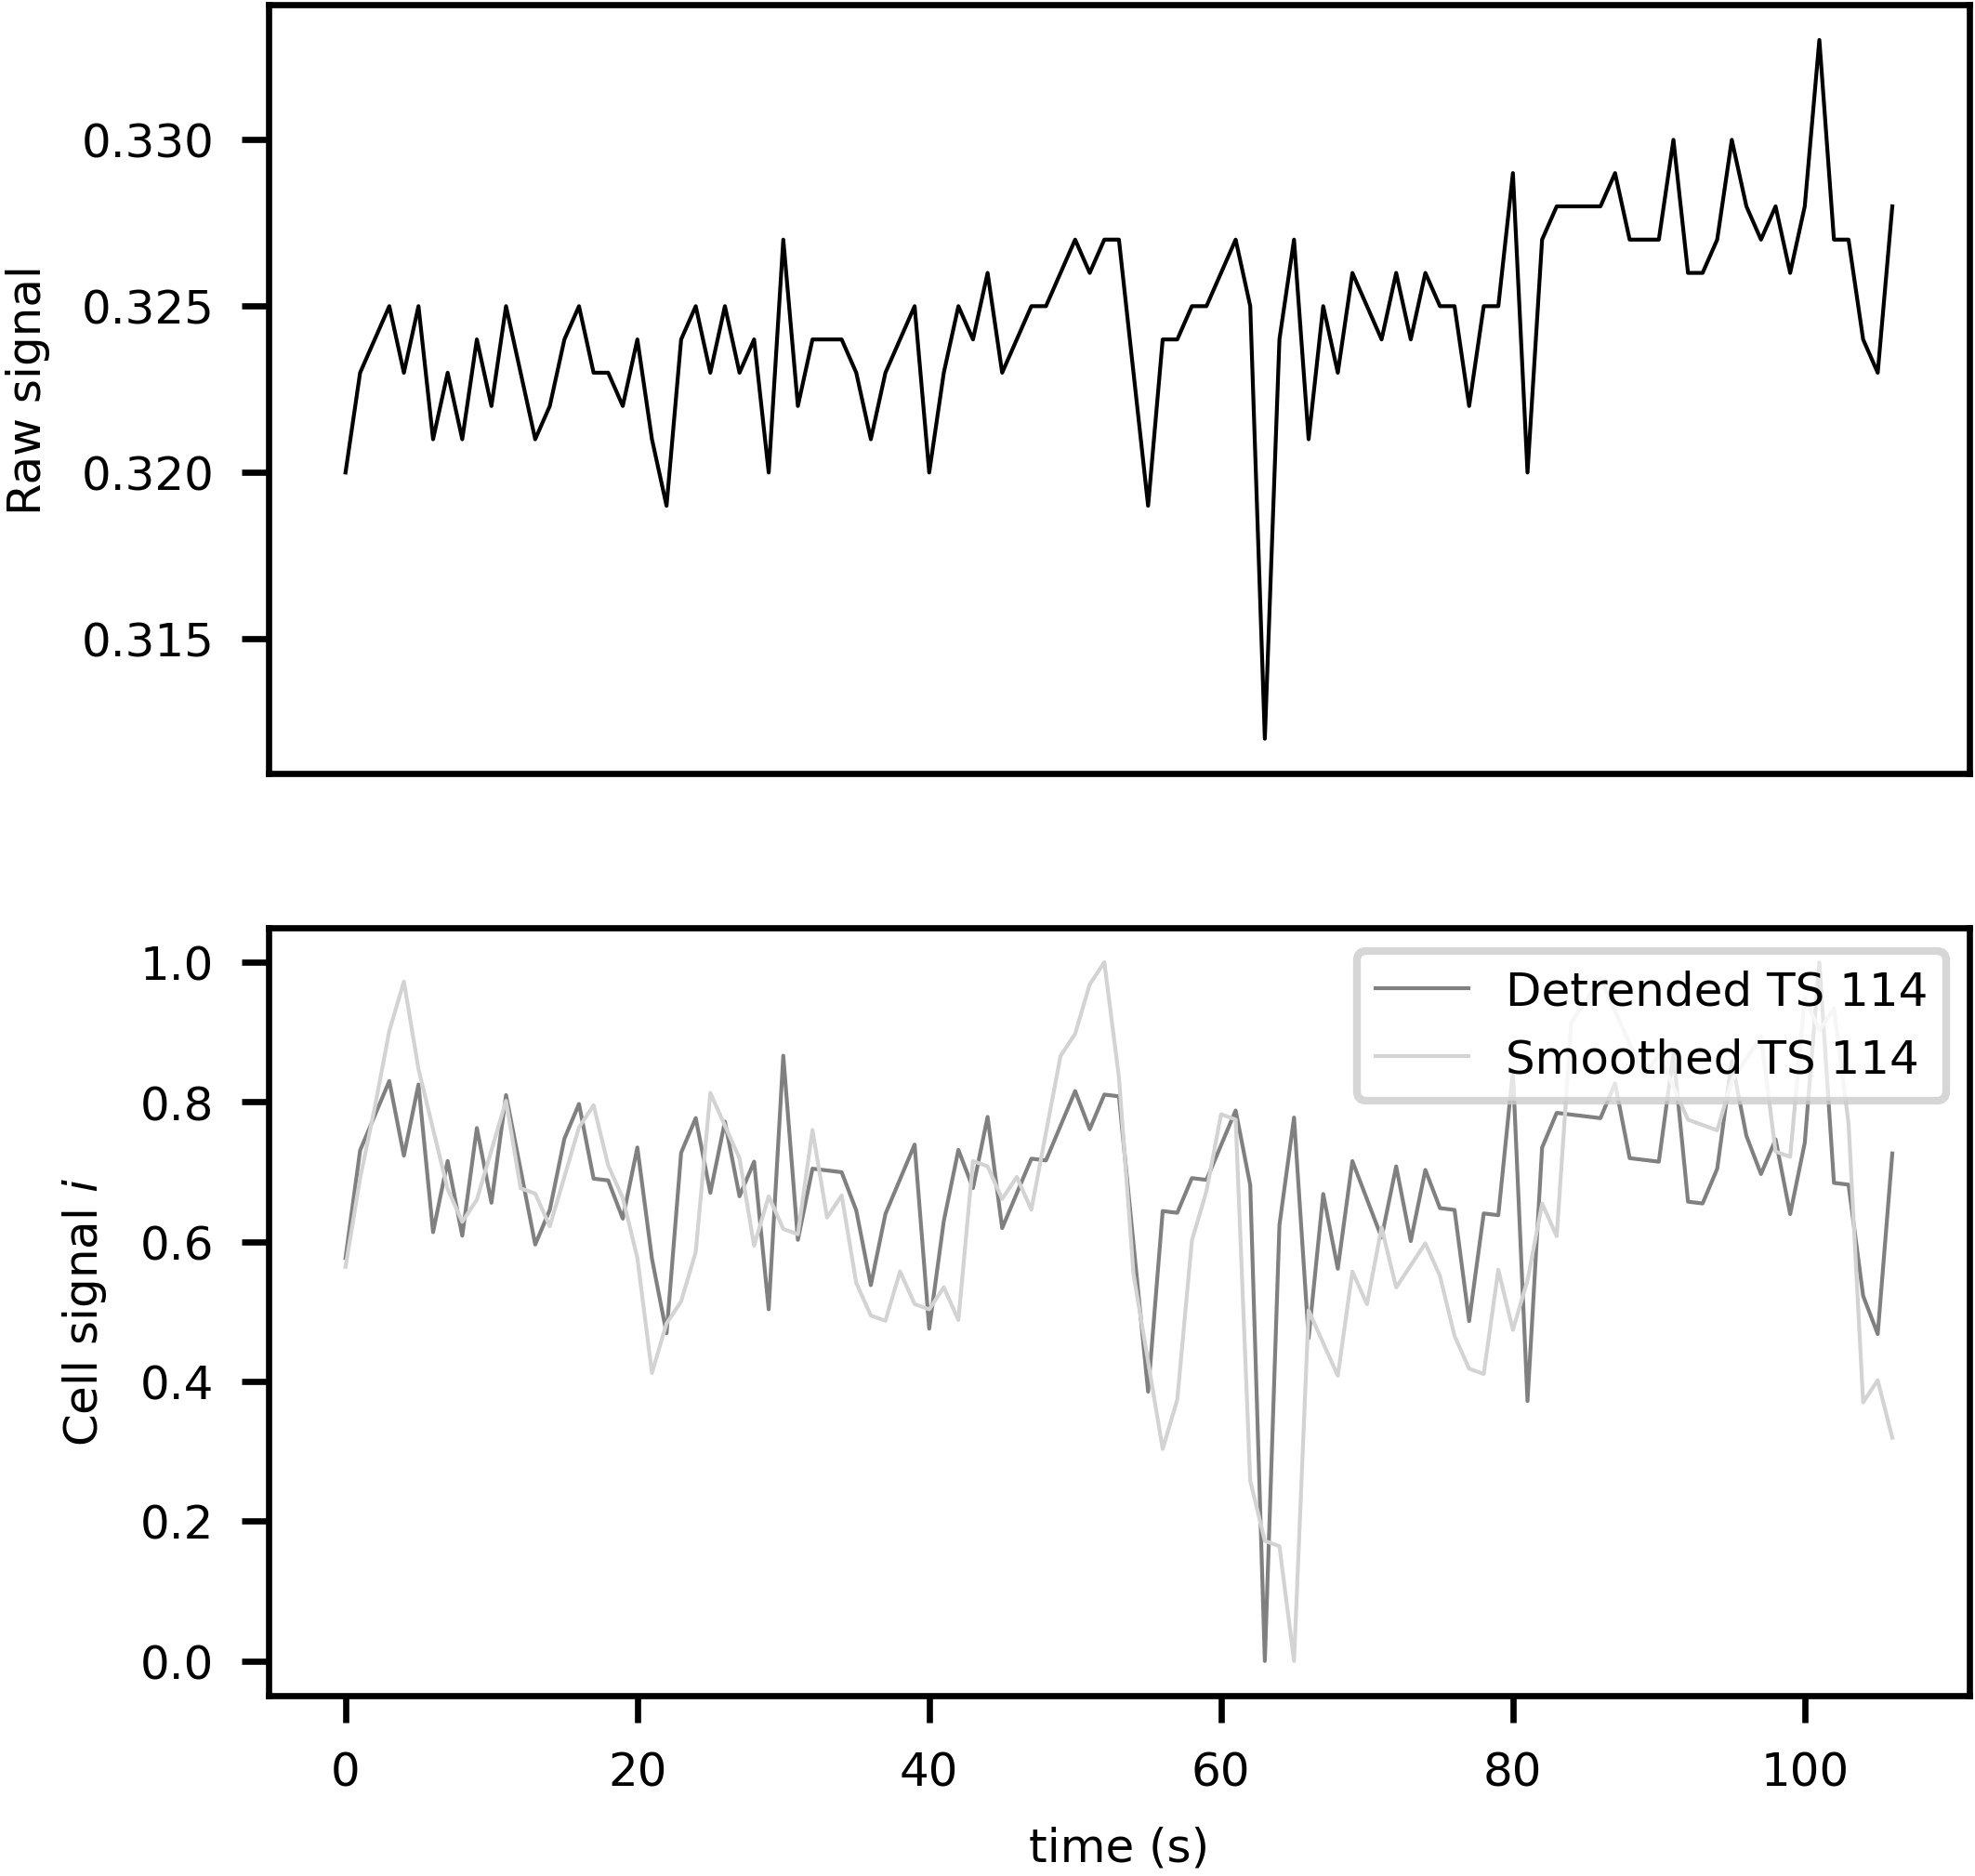 Raw signal
0.330
0.325
0.320
0.315
Cell signal i
1.0
0.8
0.6
0.4
0.2
0.0
Detrended TS 114
Smoothed TS 114
0 20 40 60 80 100
time (s)